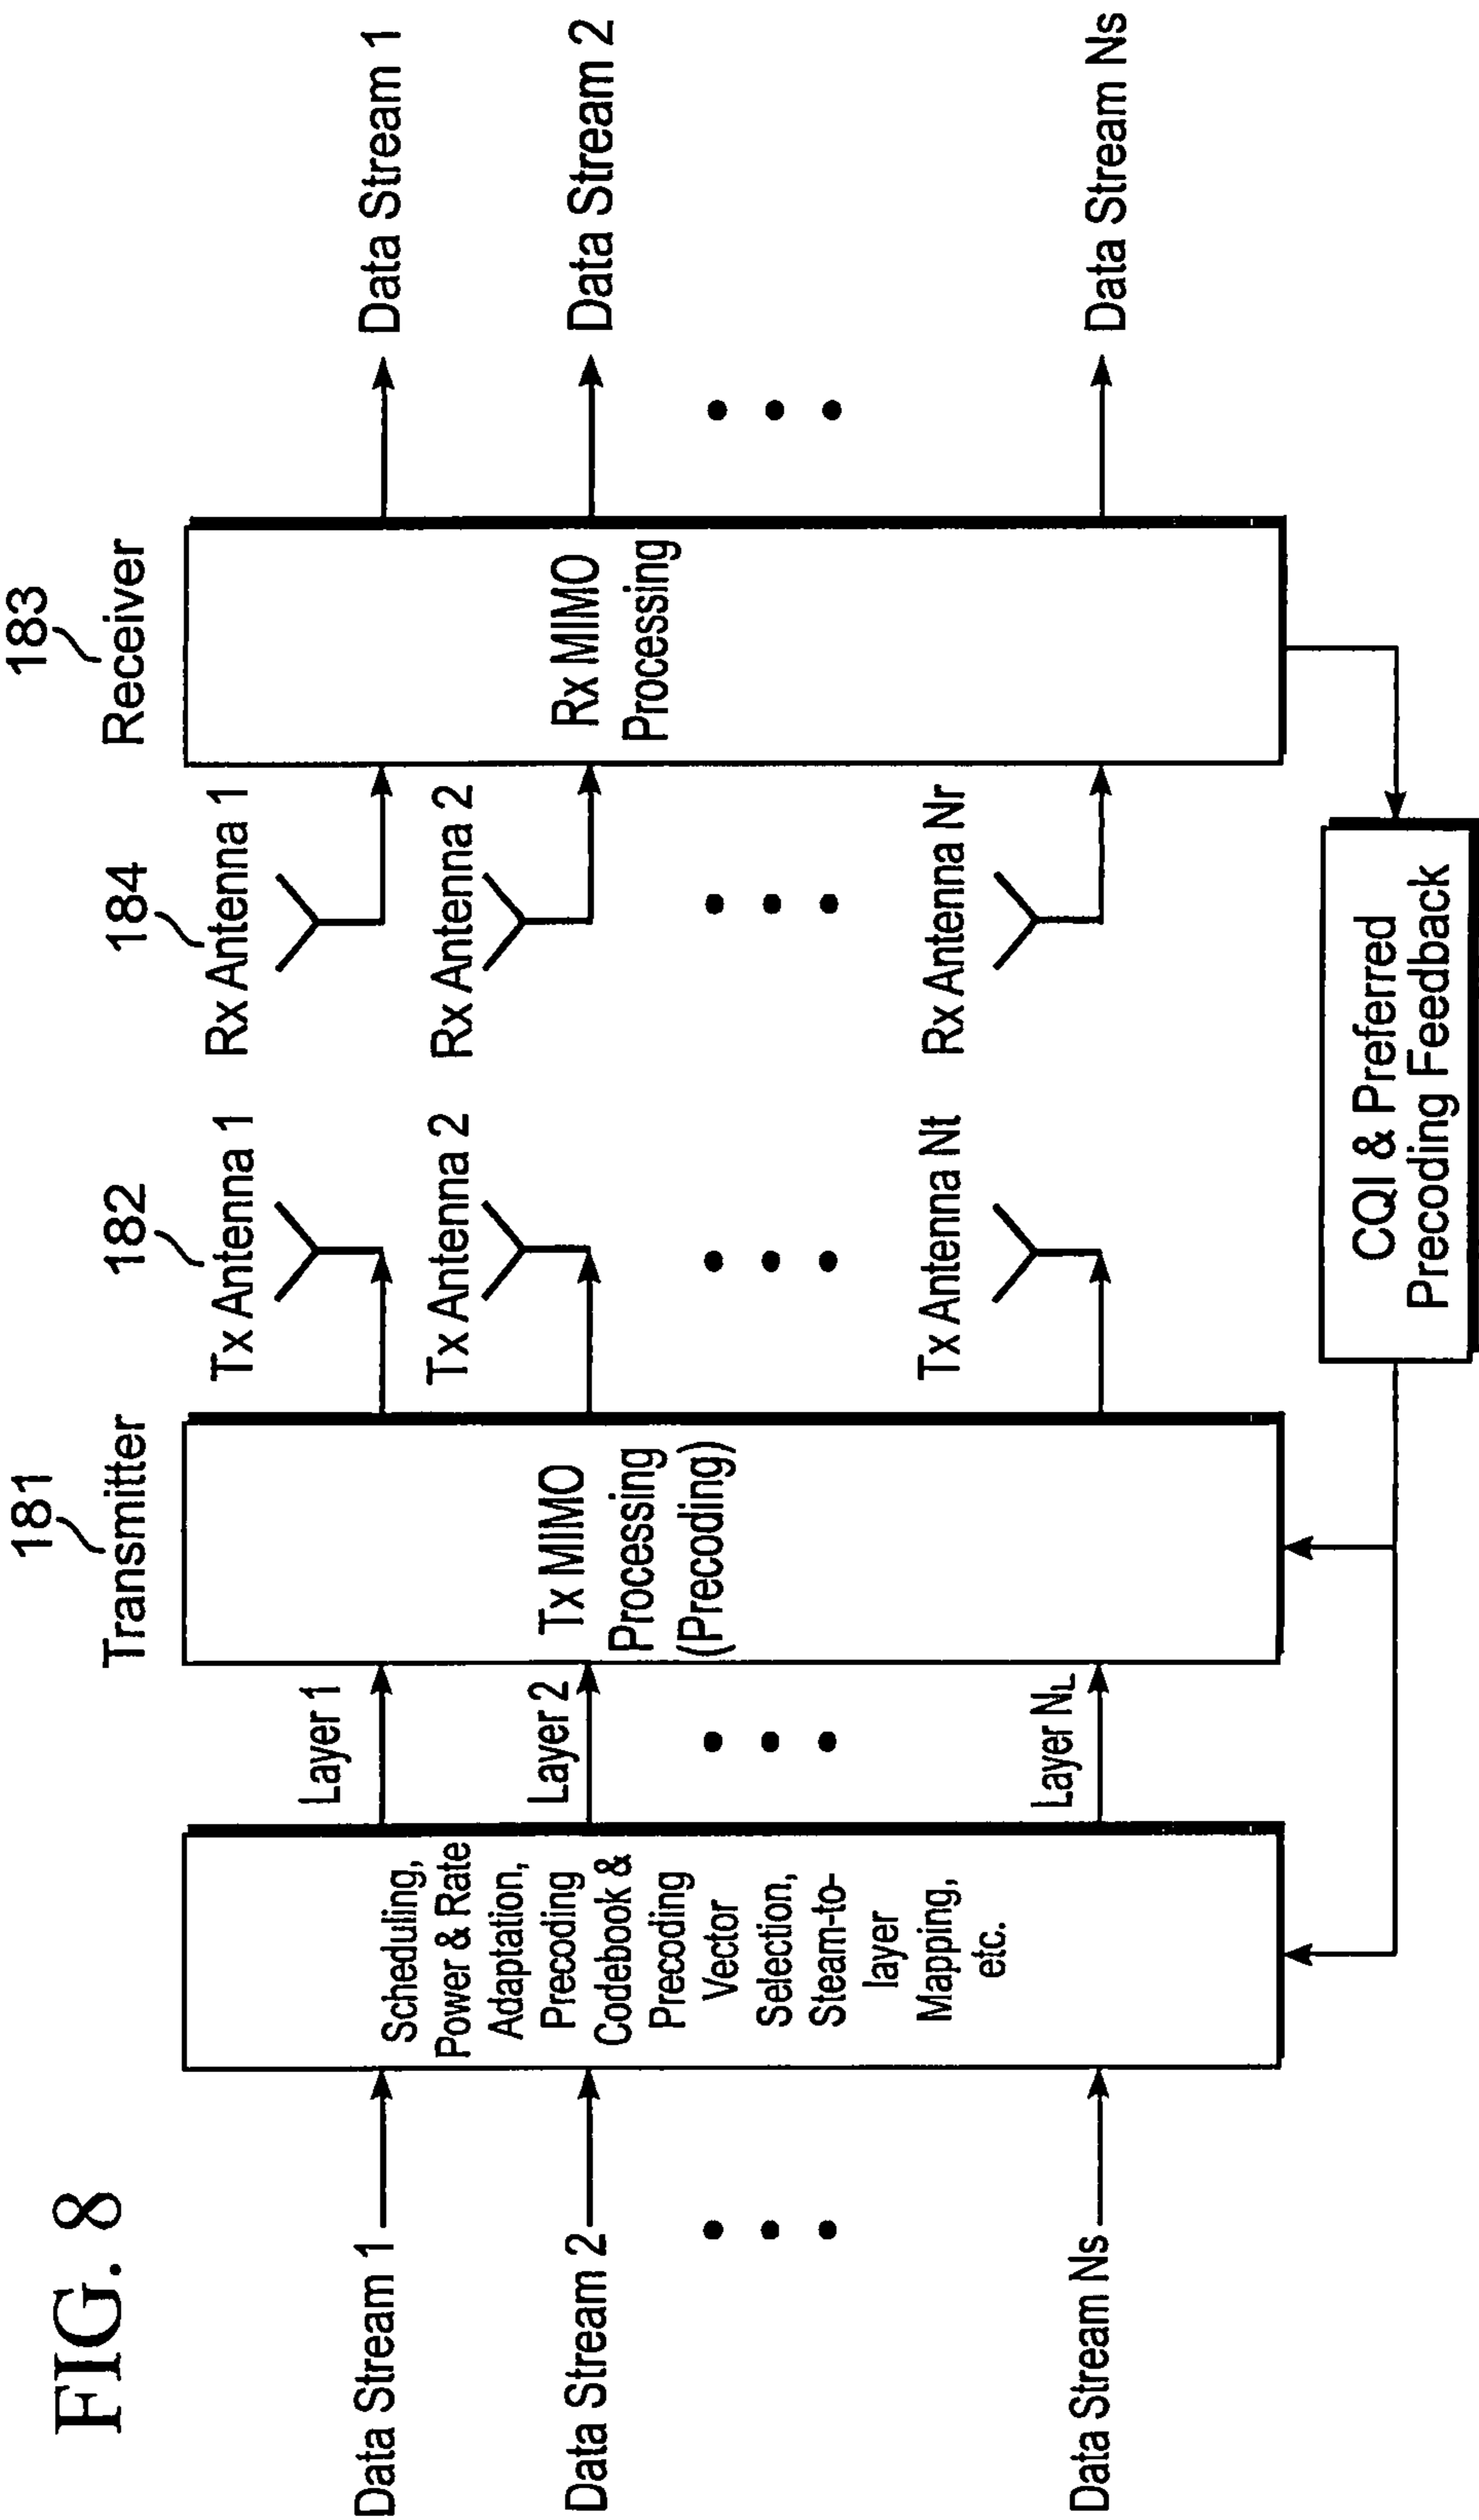 FIG. 8
Data Stream 1
Data Stream 2
Data Stream Ns
Scheduling,
Power & Rate
Adaptation,
Precoding
Codebook &
Precoding
Vector
Selection,
Steam-to-
layer
Mapping,
etc.
Layer 1
Layer 2
Layer NL
181
Transmitter
Tx MIMO
Processing
(Precoding)
182
Tx Antenna 1
Tx Antenna 2
Tx Antenna Nt
184
Rx Antenna 1
Rx Antenna 2
Rx Antenna Nr
183
Receiver
Rx MIMO
Processing
Data Stream 1
Data Stream 2
Data Stream Ns
CQI & Preferred
Precoding Feedback